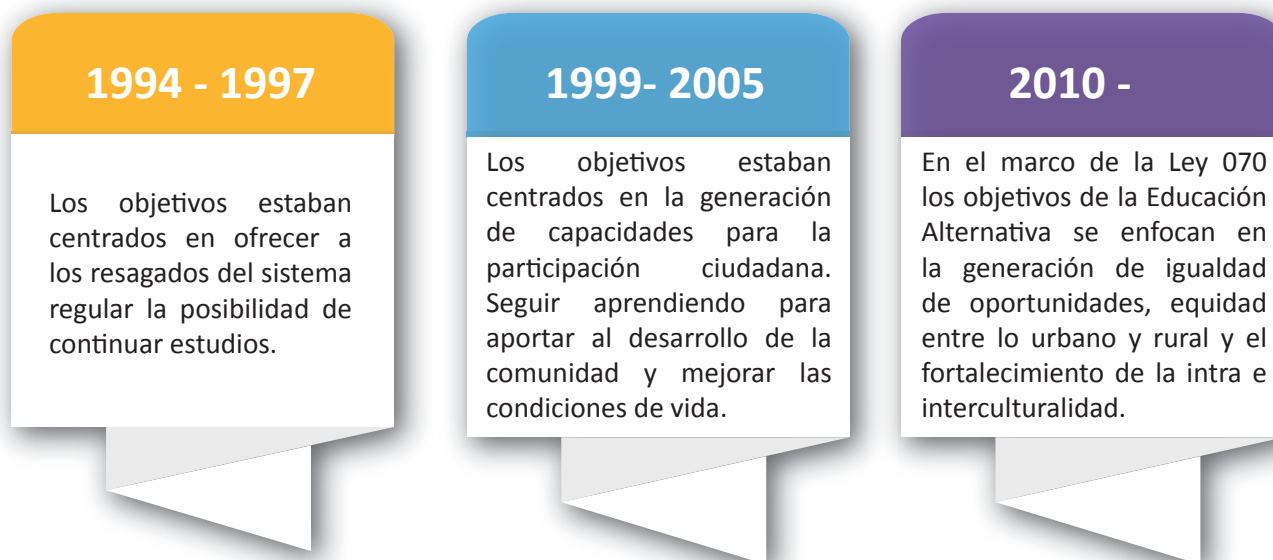 1994 - 1997
Los objetivos estaban
centrados en ofrecer a
los resagados del sistema
regular la posibilidad de
continuar estudios.
1999- 2005
Los objetivos estaban
centrados en la generación
de capacidades para la
participación ciudadana.
Seguir aprendiendo para
aportar al desarrollo de la
comunidad y mejorar las
condiciones de vida.
2010 -
En el marco de la Ley 070
los objetivos de la Educación
Alternativa se enfocan en
la generación de igualdad
de oportunidades, equidad
entre lo urbano y rural y el
fortalecimiento de la intra e
interculturalidad.